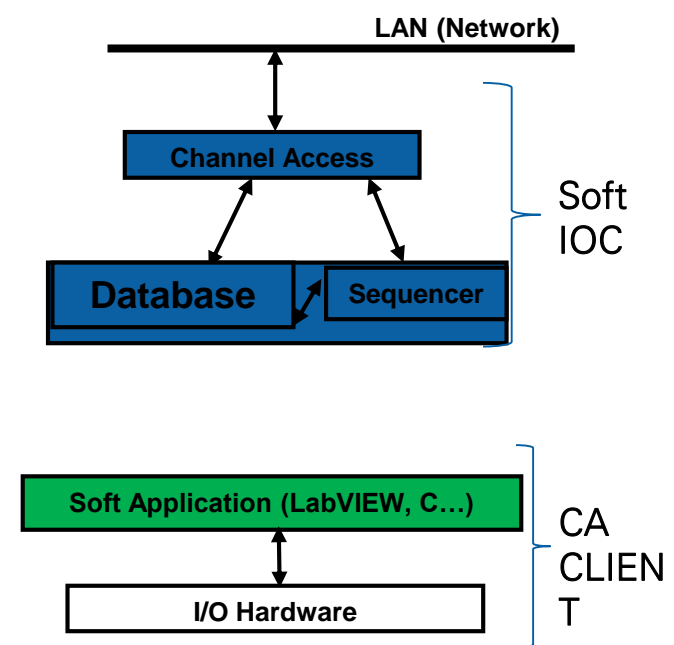 LAN (Network)
Channel Access
Soft
IOC
Database
Sequencer
Soft Application (LabVIEW, C…)
CA
CLIEN
T
I/O Hardware